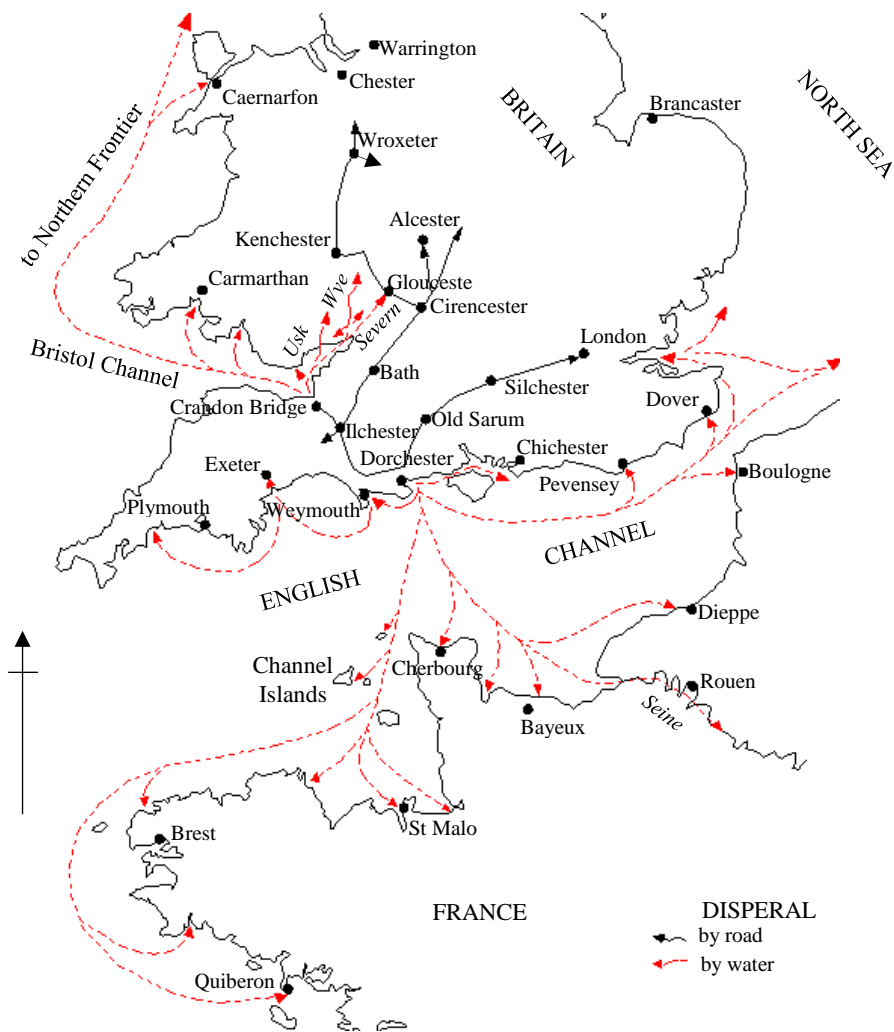 Warrington
Chester
Caernarfon
BRITAIN
Brancaster
NORTH SEA
Wroxeter
to Northern Frontier
Alcester
Kenchester
Carmarthan
Glouceste
Cirencester
Usk
Wye
Severn
Bristol Channel
London
Bath
Silchester
Crandon Bridge
Dover
Ilchester
Old Sarum
Chichester
Exeter
Dorchester
Pevensey
Boulogne
Plymouth
Weymouth
CHANNEL
ENGLISH
Dieppe
Channel
Islands
Cherbourg
Rouen
Seine
Bayeux
Brest
St Malo
FRANCE
DISPERAL
by road
by water
Quiberon